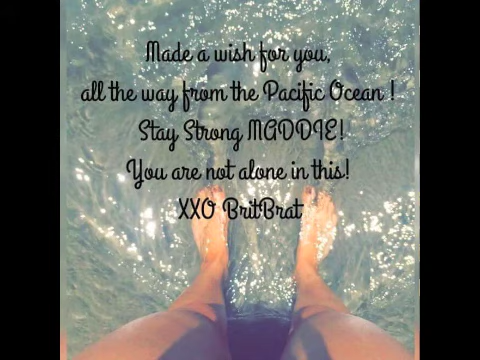 Made a wish for you,
all the way from the Pacific Ocean !
Stay Strong MADDIE!
You are not alone in this!
XXO BritBrat